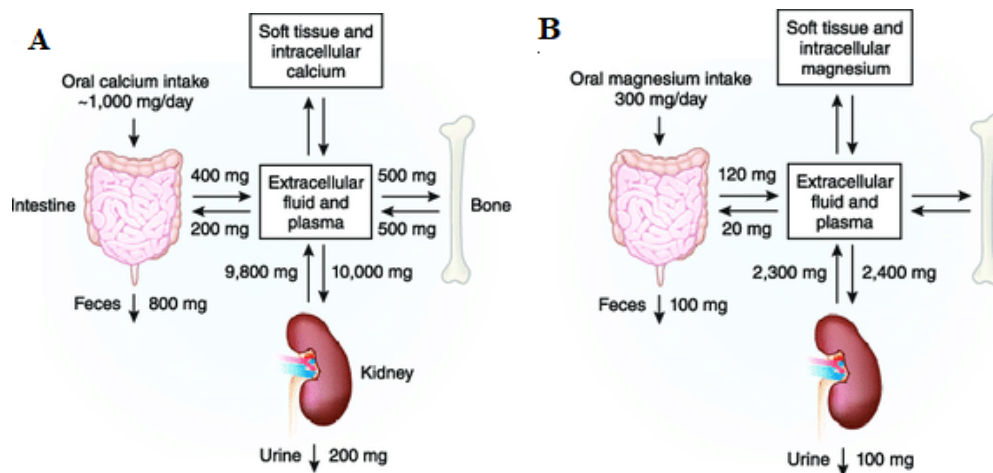 A
Soft tissue and
intracellular
calcium
Oral calcium intake
~1,000 mg/day
Intestine
400 mg
200 mg
Extracellular
fluid and
plasma
500 mg
500 mg
Bone
9,800 mg
10,000 mg
Feces
800 mg
Kidney
Urine
200 mg
B
Soft tissue and
intracellular
magnesium
Oral magnesium intake
300 mg/day
120 mg
20 mg
Extracellular
fluid and
plasma
2,300 mg
2,400 mg
Feces
100 mg
Urine
100 mg